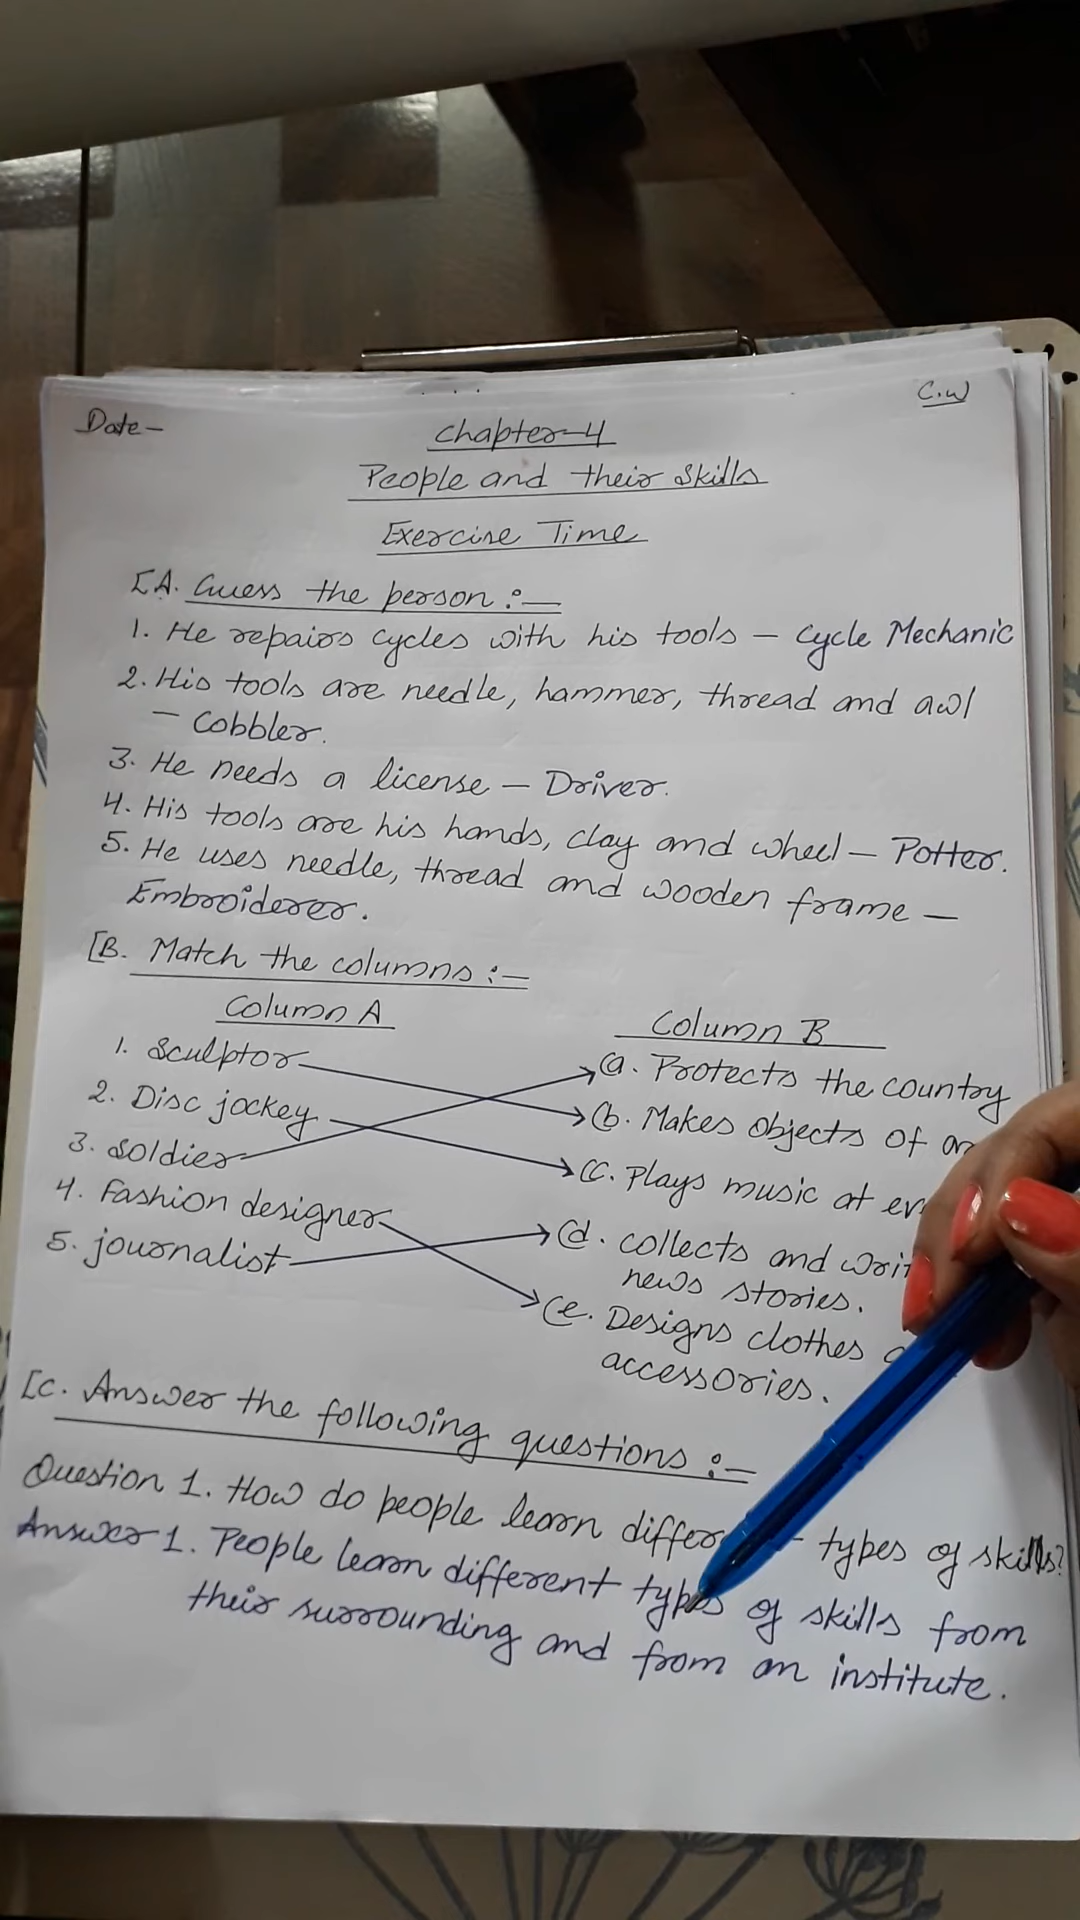 C.W
Date-
Chapter-4
People and their skills
Exercise Time
[A. Guess the person :-
1. He repairs cycles with his tools - Cycle Mechanic
2. His tools are needle, hammer, thread and awl
- Cobbler.
3. He needs a license - Driver.
4. His tools are his hands, clay and wheel - Potter.
5. He uses needle, thread and wooden frame -
Embroiderer.
[B. Match the columns :-
Column A
Column B
1. Sculptor
(a. Protects the country
2. Disc jockey
(b. Makes objects of
3. Soldier
(c. Plays music at
4. Fashion designer
(d. collects and
news stories.
5. journalist
(e. Designs clothes
accessories.
[C. Answer the following questions :-
Question 1. How do people learn types of skills?
Answer 1. People learn different types of skills from
their surrounding and from an institute.